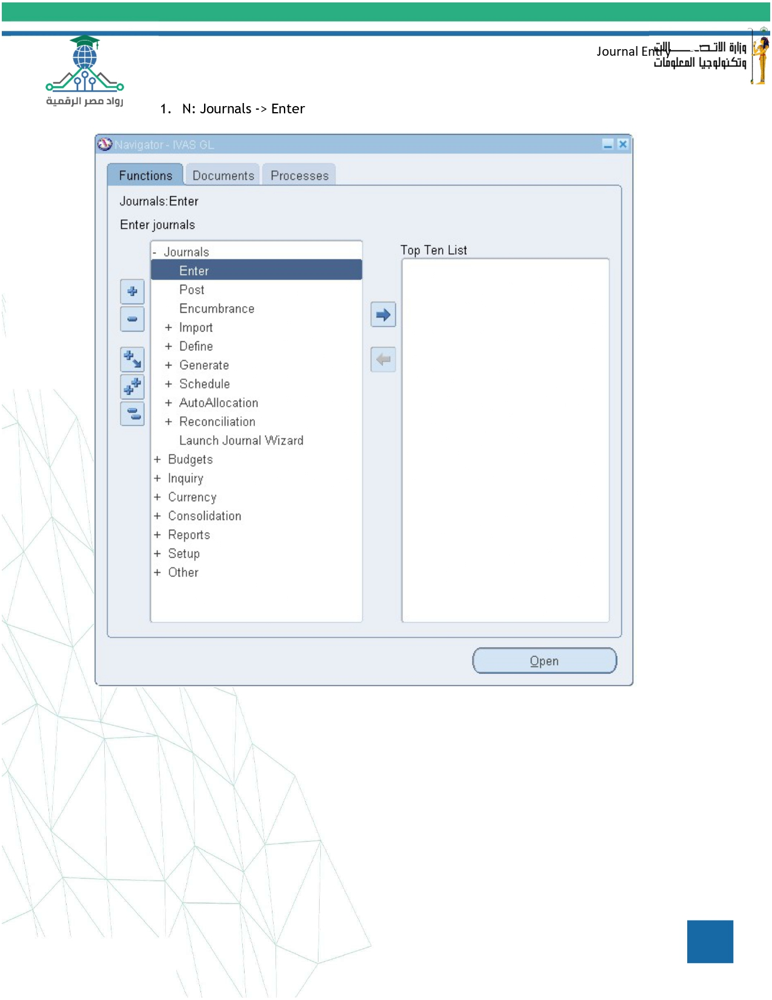 Journal Entry
وزارة الاتصالات
وتكنولوجيا المعلومات
رواد مصر الرقمية
1. N: Journals -> Enter
Navigator - IVAS GL
Functions Documents Processes
Journals:Enter
Enter journals
Top Ten List
- Journals
Enter
Post
Encumbrance
+ Import
+ Define
+ Generate
+ Schedule
+ AutoAllocation
+ Reconciliation
Launch Journal Wizard
+ Budgets
+ Inquiry
+ Currency
+ Consolidation
+ Reports
+ Setup
+ Other
Open